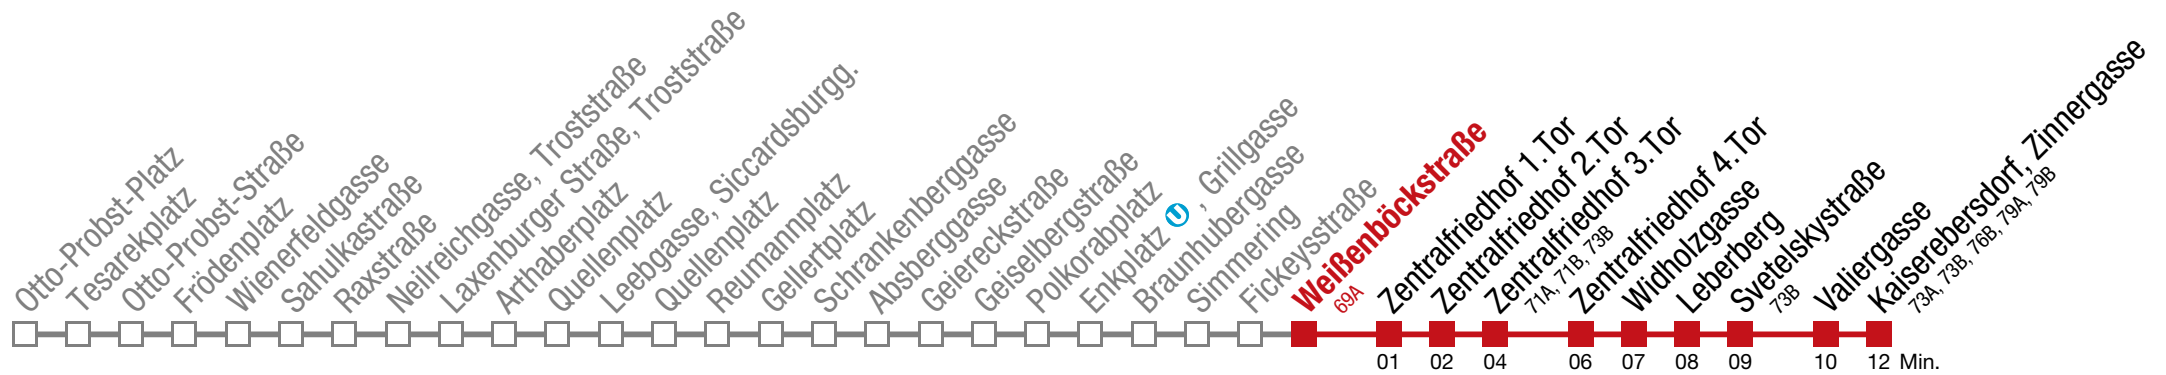 Otto-Probst-Platz
Tesarekplatz
Otto-Probst-Straße
Frödenplatz
Wienerfeldgasse
Sahulkastraße
Raxstraße
Neilreichgasse, Troststraße
Laxenburger Straße, Troststraße
Arthaberplatz
Quellenplatz
Leebgasse, Siccardsburgg.
Quellenplatz
Reumannplatz
Gellertplatz
Schrankenberggasse
Absberggasse
Geiereckstraße
Geiselbergstraße
Polkorabplatz
Enkplatz U, Grillgasse
Braunhubergasse
Simmering
Fickeysstraße
Weißenböckstraße
69A
Zentralfriedhof 1.Tor
Zentralfriedhof 2.Tor
Zentralfriedhof 3.Tor
71A, 71B, 73B
Zentralfriedhof 4.Tor
Widholzgasse
Leberberg
Svetelskystraße
73B
Valiergasse
Kaiserebersdorf, Zinnergasse
73A, 73B, 76B, 79A, 79B
01 02 04 06 07 08 09 10 12 Min.